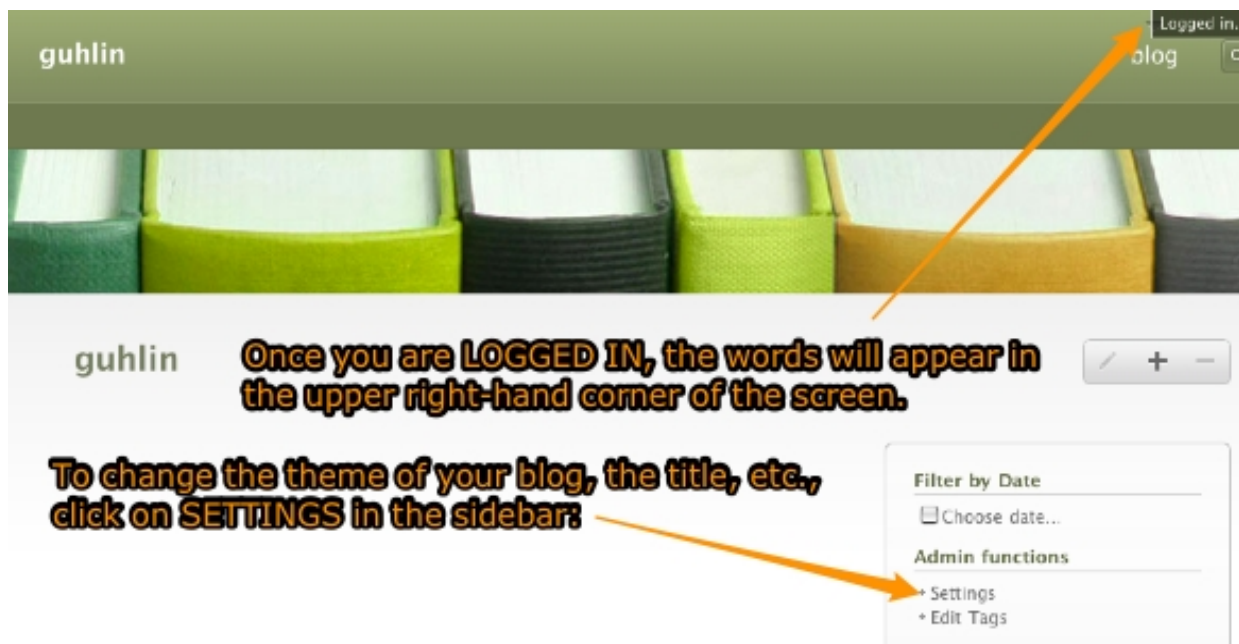 Logged in.
guhlin
blog
guhlin
Once you are LOGGED IN, the words will appear in
the upper right-hand corner of the screen.
To change the theme of your blog, the title, etc.,
click on SETTINGS in the sidebar:
Filter by Date
Choose date...
Admin functions
Settings
Edit Tags